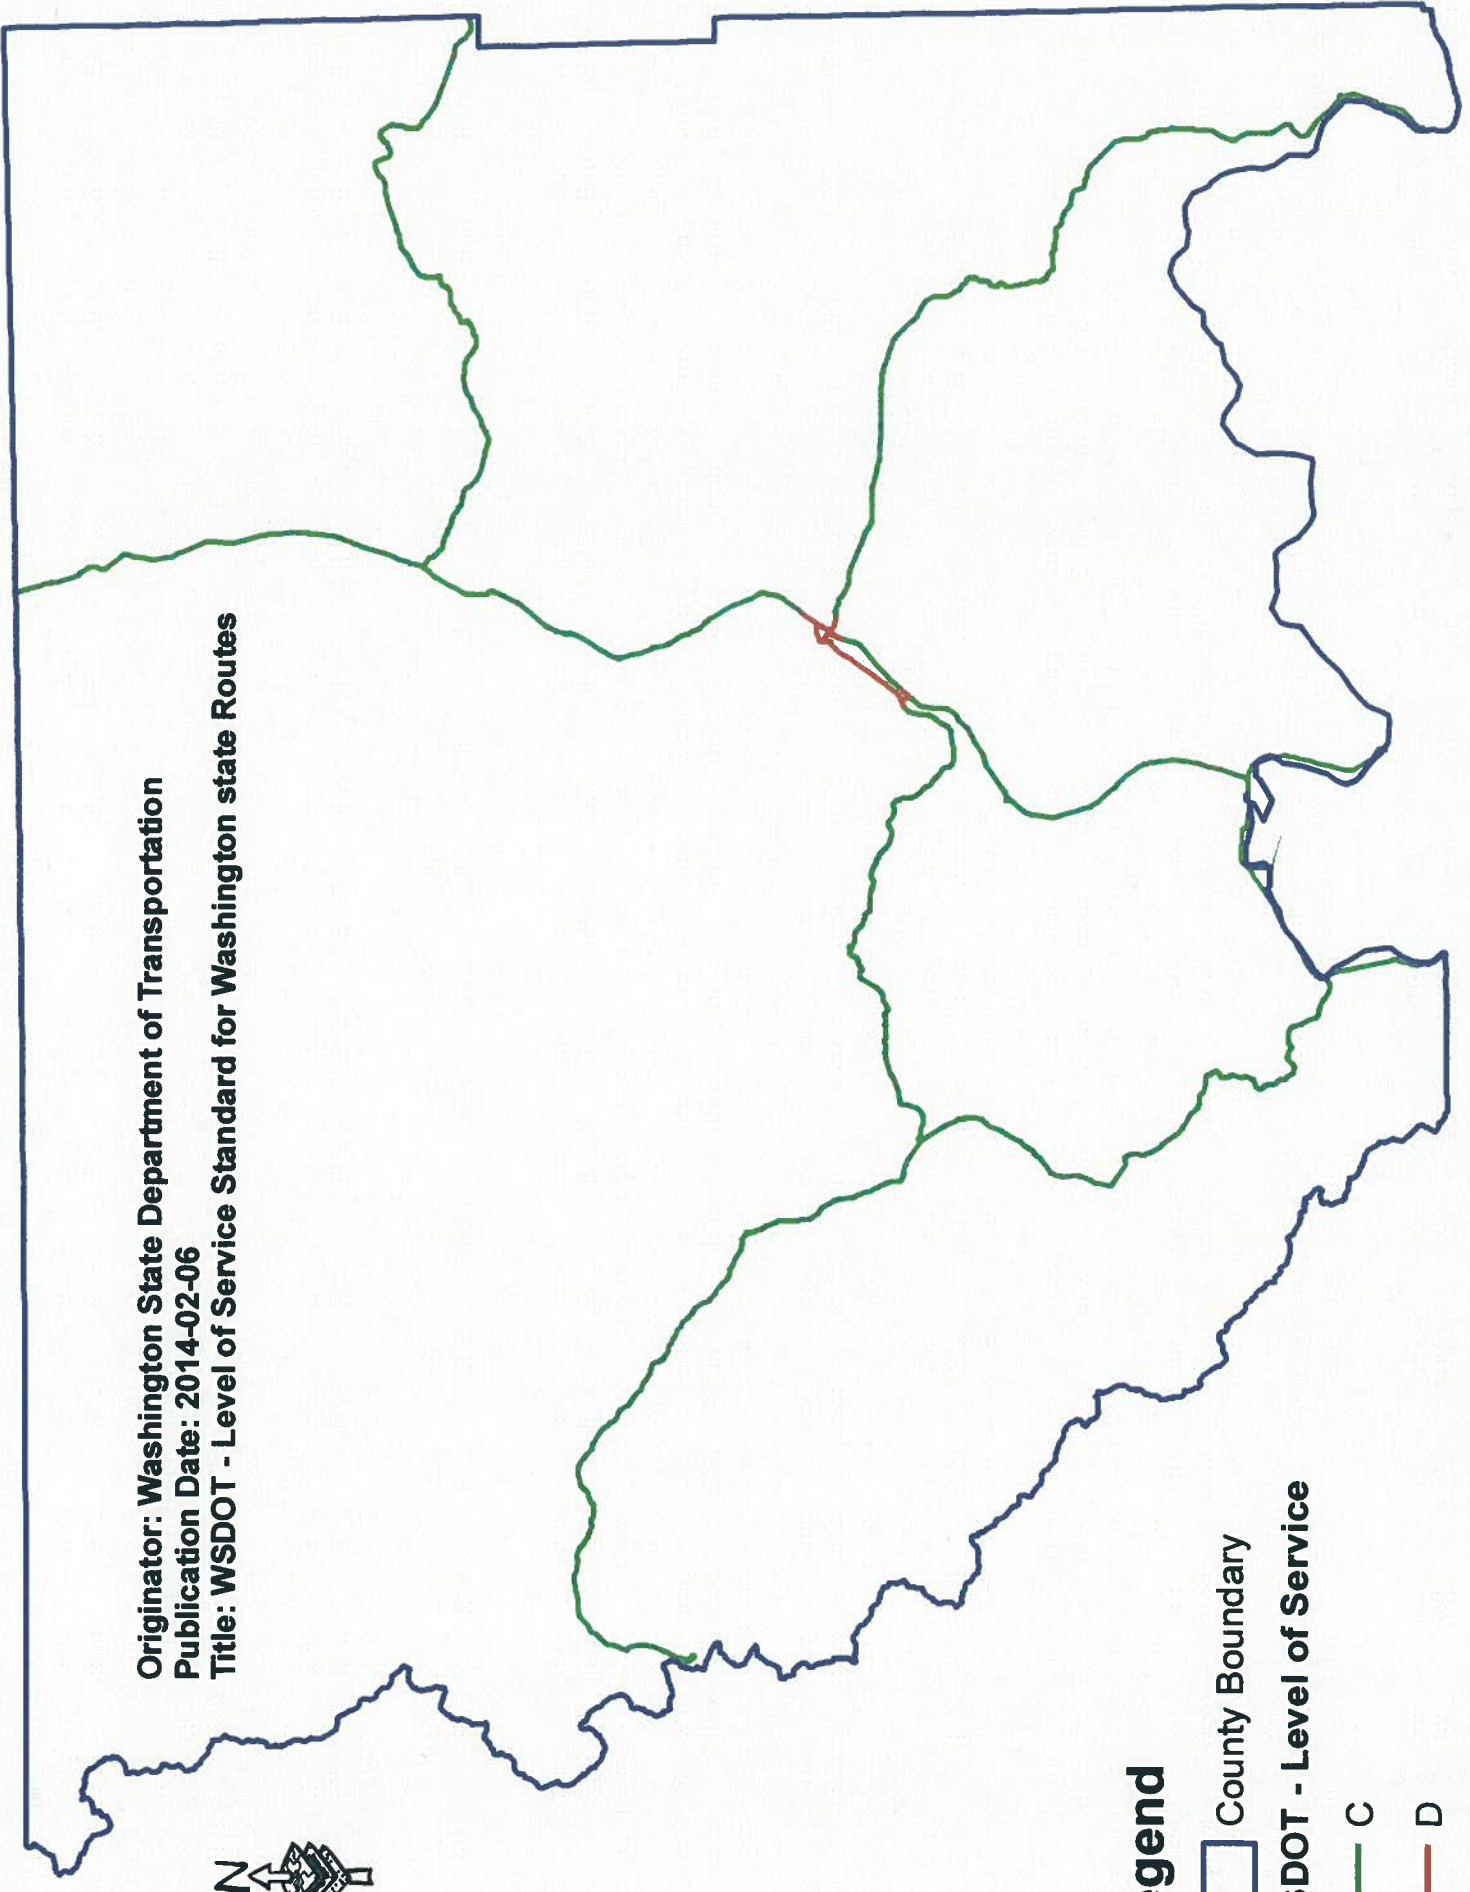 Originator: Washington State Department of Transportation
Publication Date: 2014-02-06
Title: WSDOT - Level of Service Standard for Washington state Routes
N
gend
County Boundary
SDOT - Level of Service
C
D